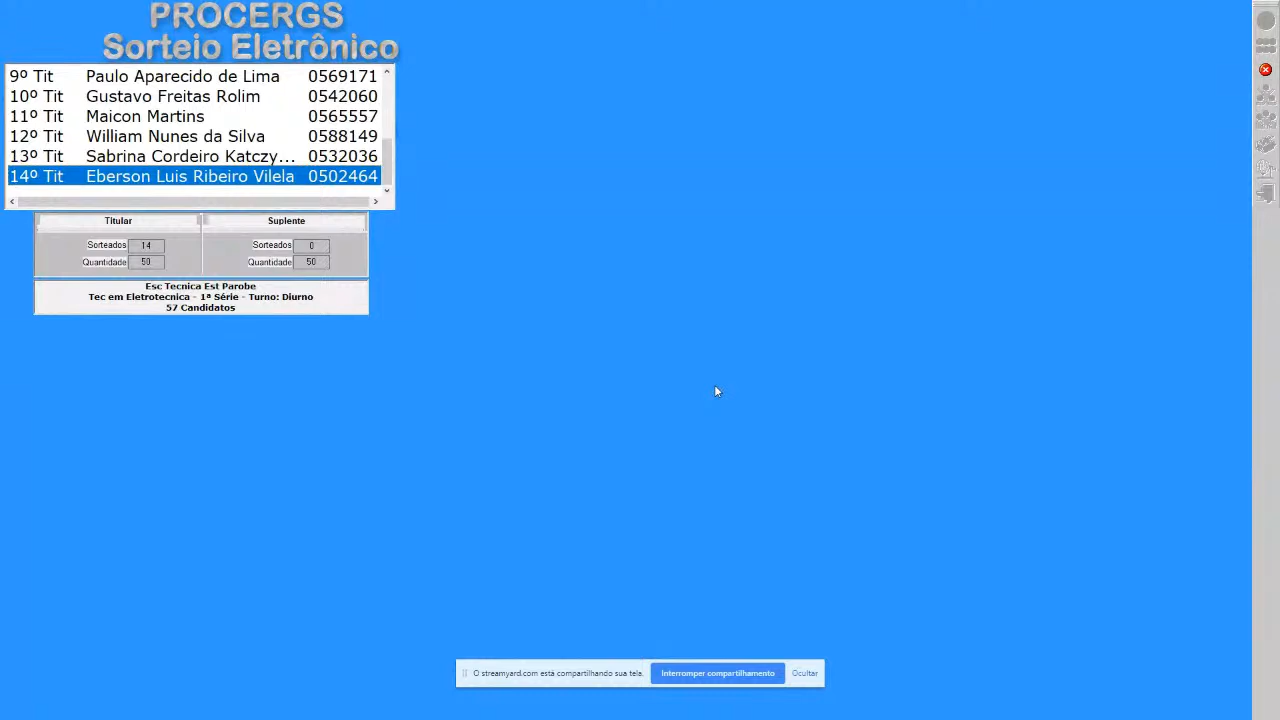 PROCERGS
Sorteio Eletrônico
9º Tit Paulo Aparecido de Lima 0569171
10º Tit Gustavo Freitas Rolim 0542060
11º Tit Maicon Martins 0565557
12º Tit William Nunes da Silva 0588149
13º Tit Sabrina Cordeiro Katczy... 0532036
14º Tit Eberson Luis Ribeiro Vilela 0502464
Titular Suplente
Sorteados 14 Sorteados 0
Quantidade 50 Quantidade 50
Esc Tecnica Est Parobe
Tec em Eletrotecnica - 1ª Série - Turno: Diurno
57 Candidatos
O streamyard.com está compartilhando sua tela. Interromper compartilhamento Ocultar